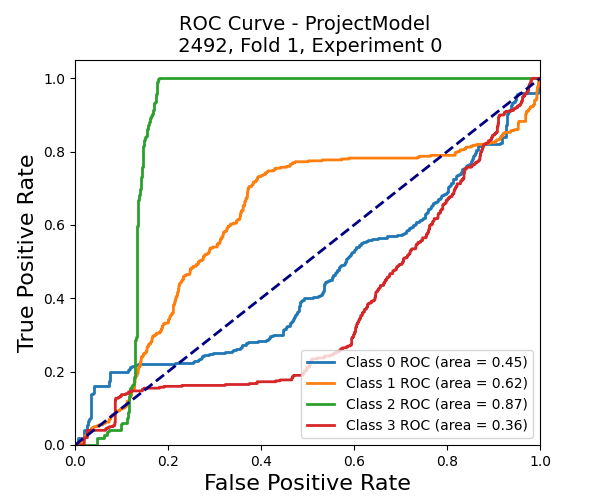 ROC Curve - ProjectModel
2492, Fold 1, Experiment 0
True Positive Rate
1.0
0.8
0.6
0.4
0.2
0.0
Class 0 ROC (area = 0.45)
Class 1 ROC (area = 0.62)
Class 2 ROC (area = 0.87)
Class 3 ROC (area = 0.36)
0.0 0.2 0.4 0.6 0.8 1.0
False Positive Rate